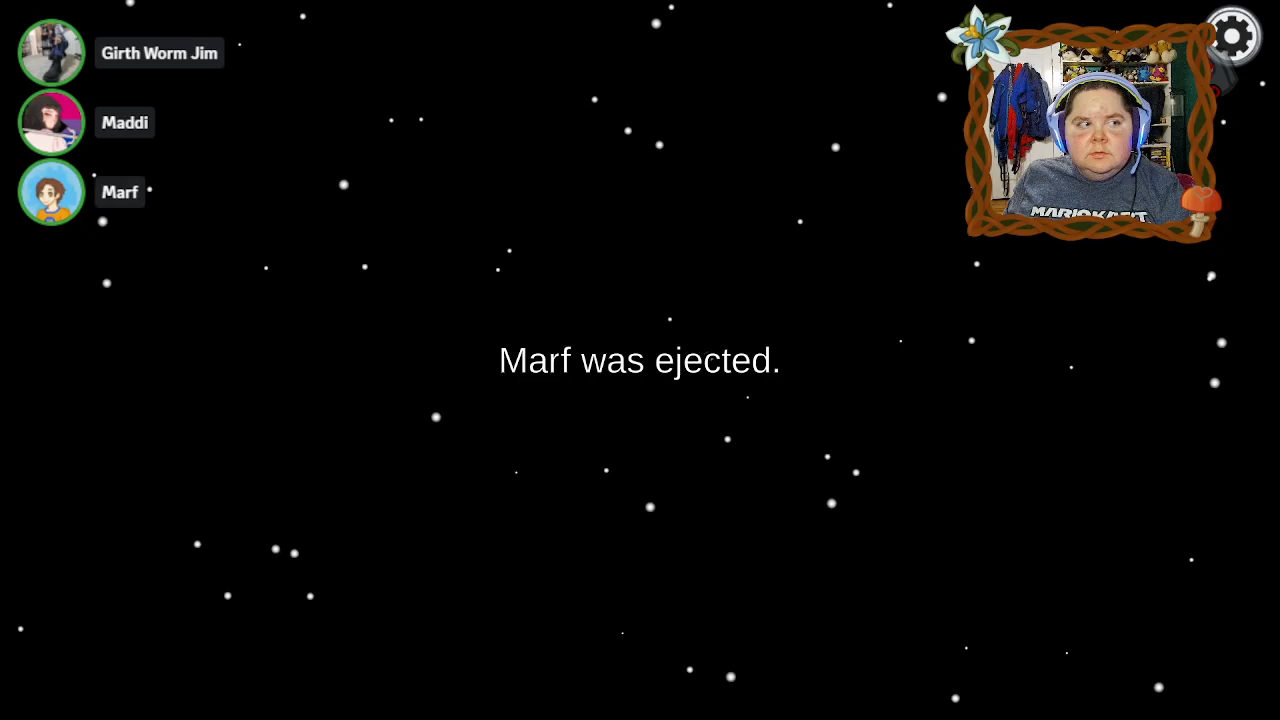 Girth Worm Jim
Maddi
Marf
Marf was ejected.
MARIOKART